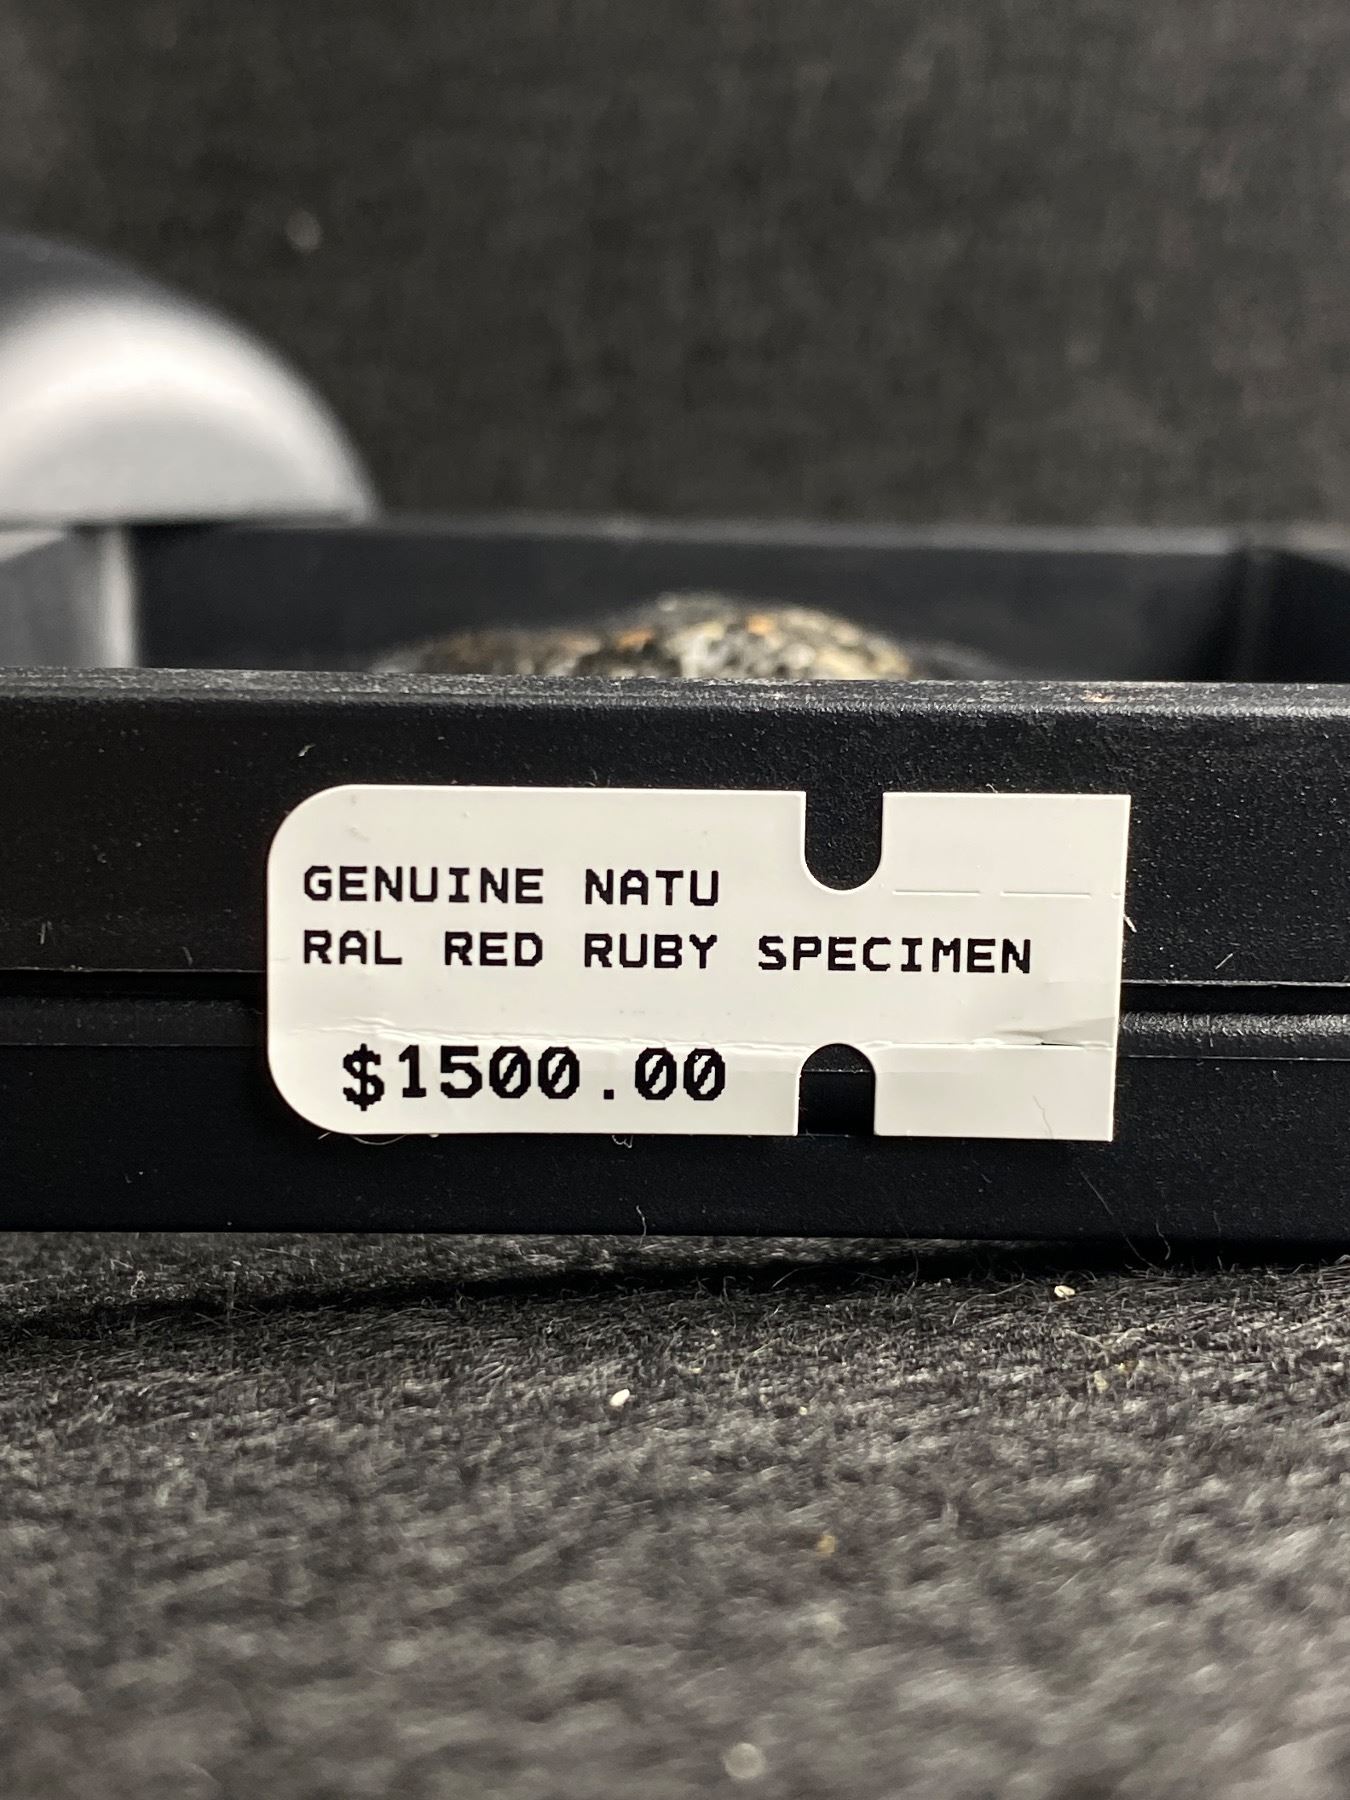 GENUINE NATU
RAL RED RUBY SPECIMEN
$1500.00